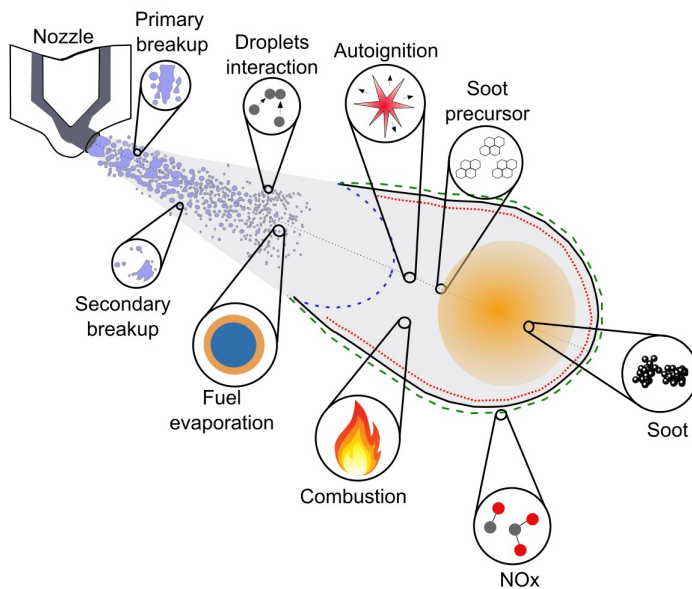 Nozzle
Primary
breakup
Droplets
interaction
Autoignition
Soot
precursor
Secondary
breakup
Fuel
evaporation
Combustion
Soot
NOx